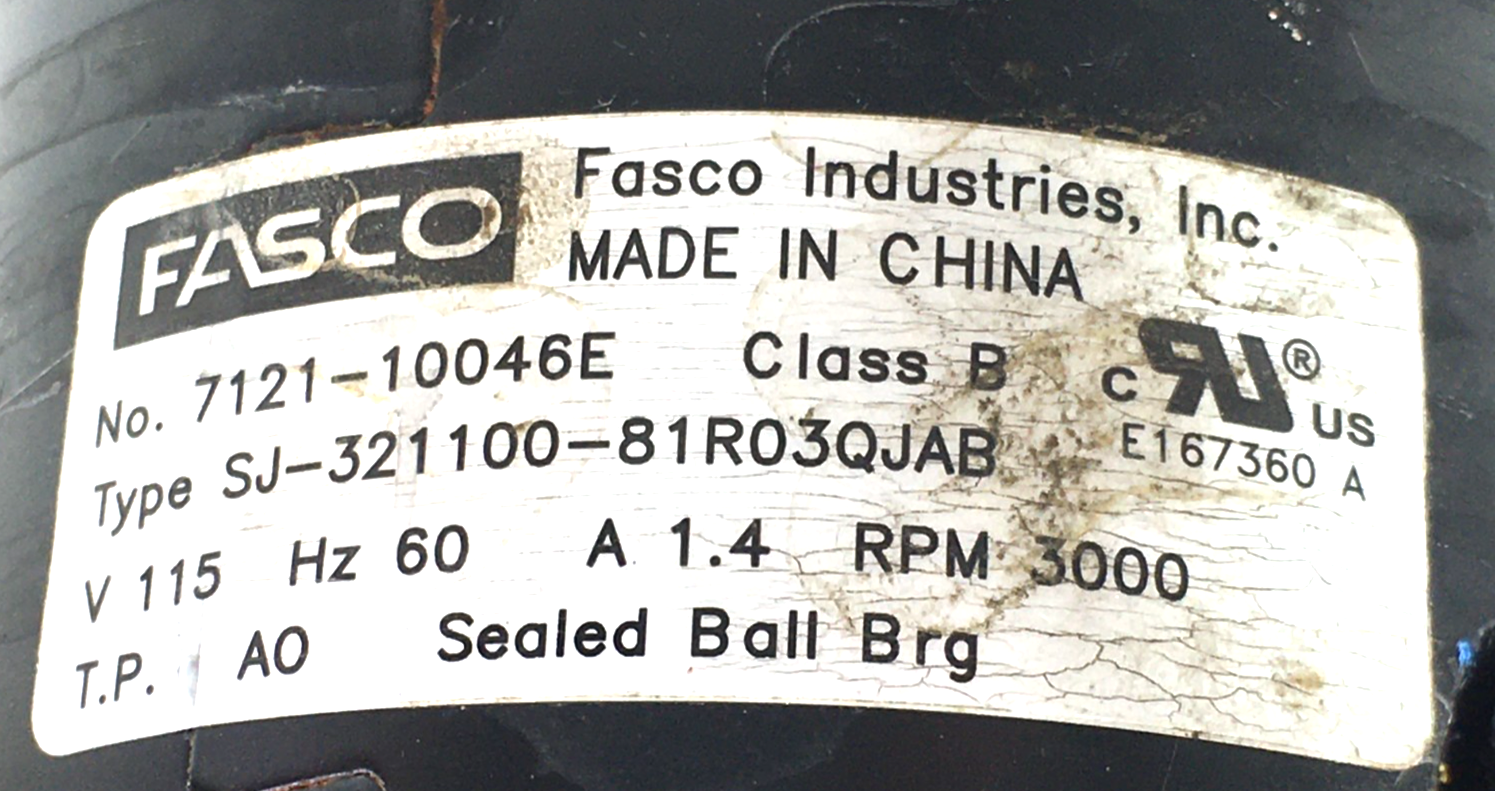 FASCO
Fasco Industries, Inc.
MADE IN CHINA
No. 7121-10046E Class B
c RU ® US
Type SJ-321100-81R03QJAB
E167360 A
V 115 Hz 60 A 1.4 RPM 3000
T.P. AO Sealed Ball Brg